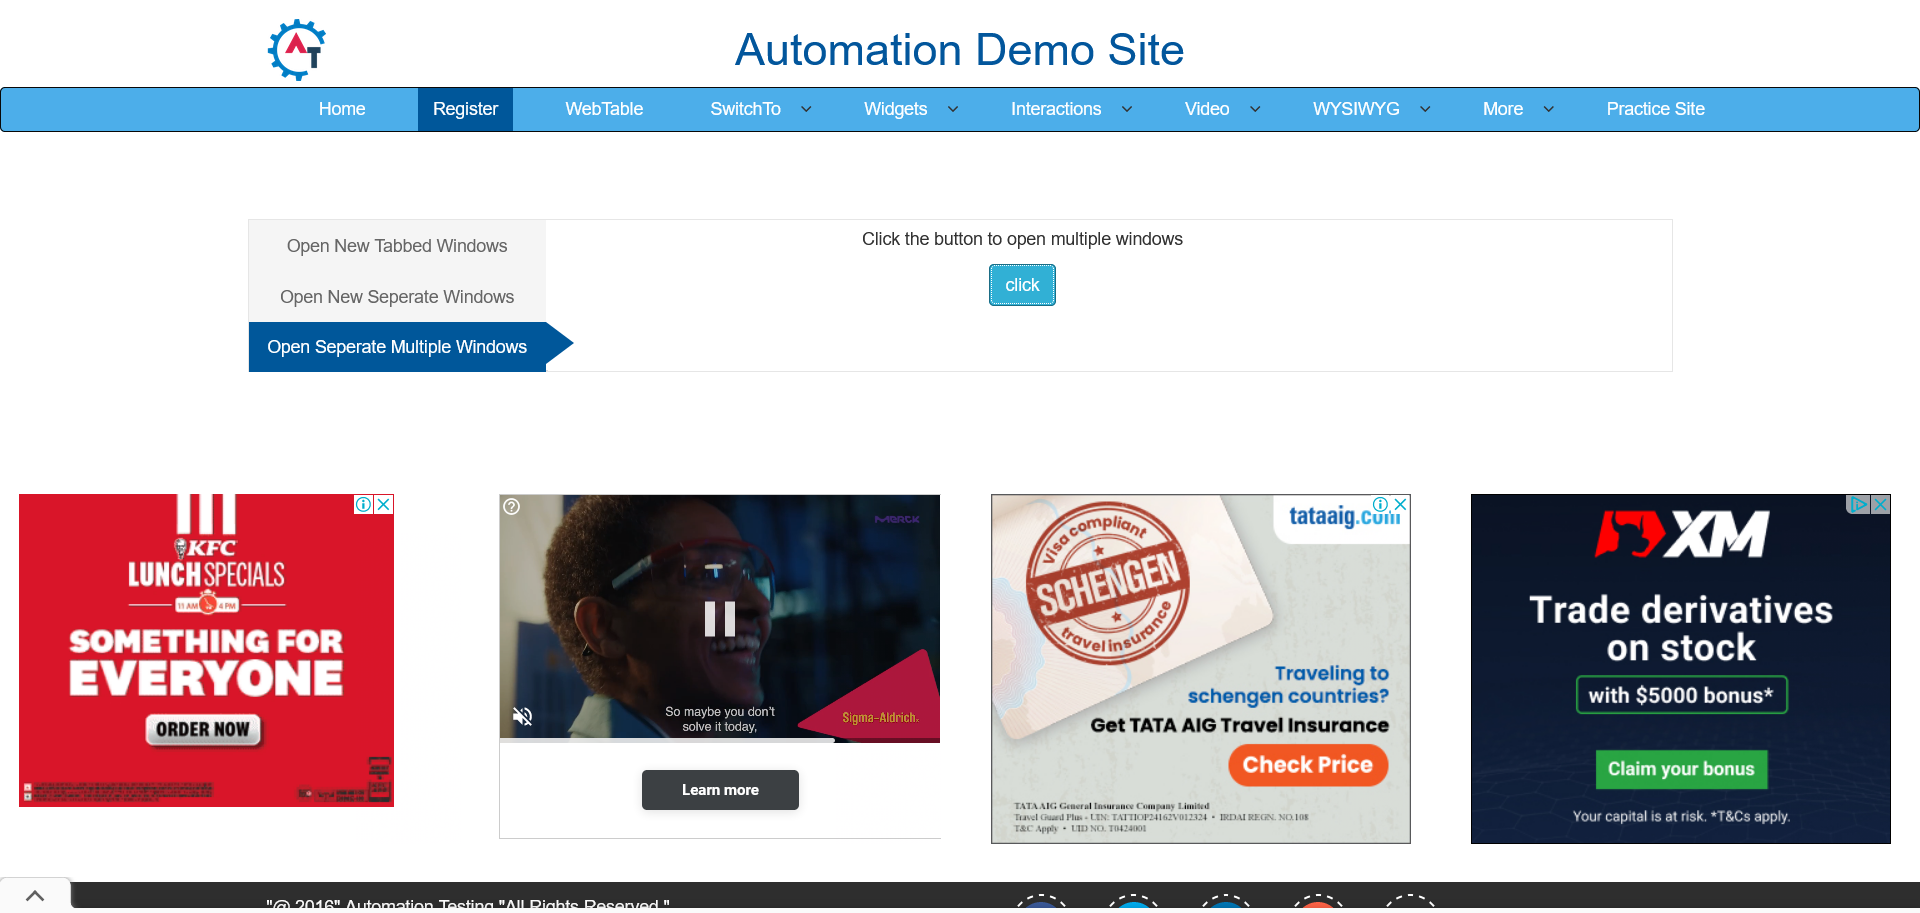 AT
Automation Demo Site
Home
Register
WebTable
SwitchTo
Widgets
Interactions
Video
WYSIWYG
More
Practice Site
Open New Tabbed Windows
Open New Seperate Windows
Open Seperate Multiple Windows
Click the button to open multiple windows
click
KFC
LUNCH SPECIALS
11 AM 4 PM
SOMETHING FOR
EVERYONE
ORDER NOW
MERCK
So maybe you don't
solve it today,
Sigma-Aldrich.
Learn more
tataaig.com
Visa compliant
SCHENGEN
travel insurance
Traveling to
schengen countries?
Get TATA AIG Travel Insurance
Check Price
TATA AIG General Insurance Company Limited
Travel Guard Plus - UIN: TATTIOP24162V012324 • IRDAI REGN. NO.108
T&C Apply • UID NO. T0424001
XM
Trade derivatives
on stock
with $5000 bonus*
Claim your bonus
Your capital is at risk. *T&Cs apply.
"@ 2016" Automation Testing "All Rights Reserved."